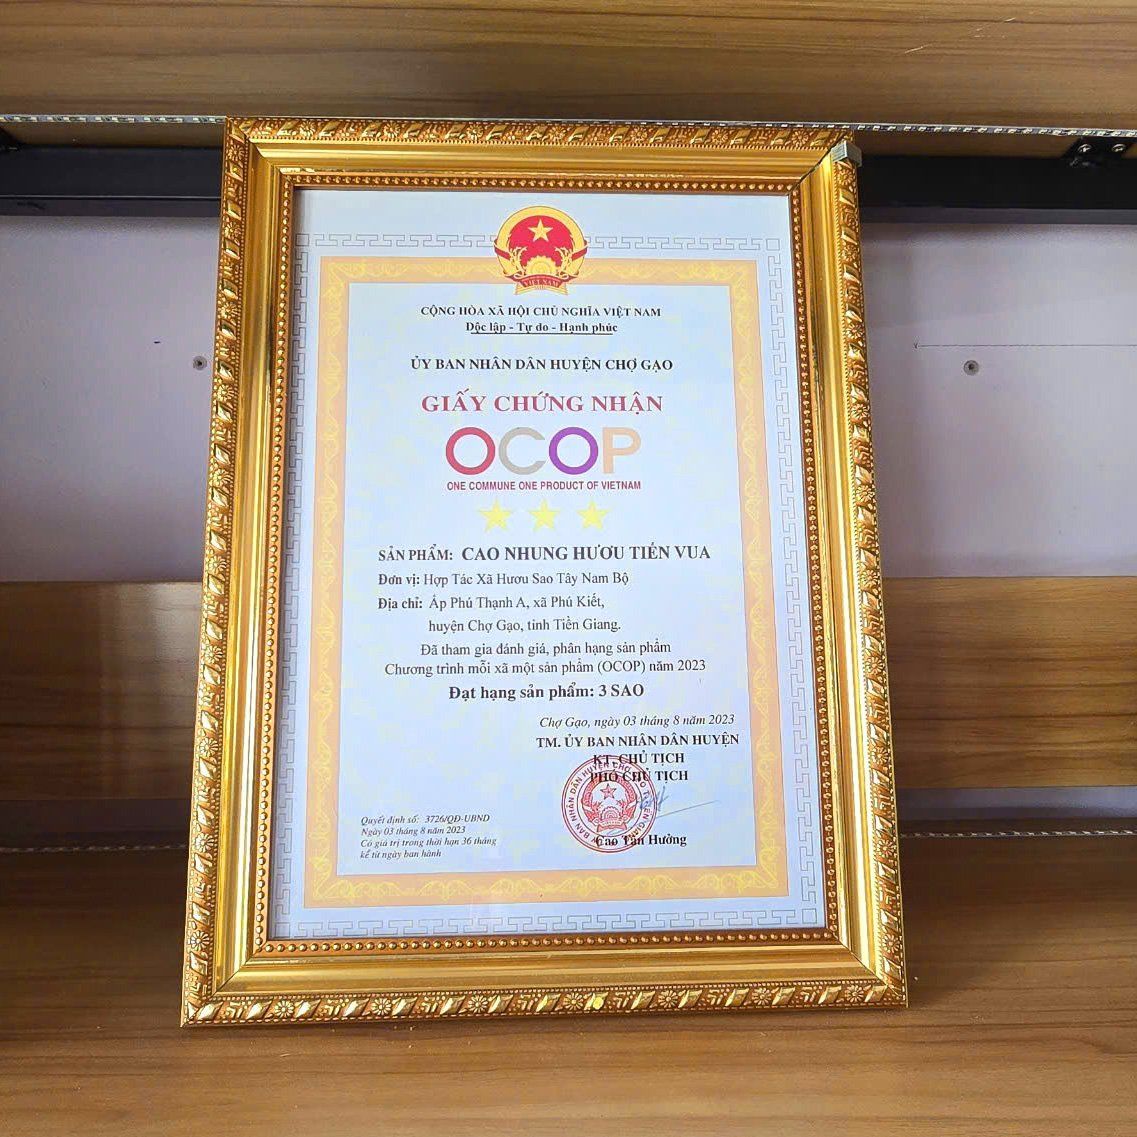 VIỆT NAM
CỘNG HÒA XÃ HỘI CHỦ NGHĨA VIỆT NAM
Độc lập - Tự do - Hạnh phúc
ỦY BAN NHÂN DÂN HUYỆN CHỢ GẠO
GIẤY CHỨNG NHẬN
OCOP
ONE COMMUNE ONE PRODUCT OF VIETNAM
SẢN PHẨM: CAO NHUNG HƯƠU TIẾN VUA
Đơn vị: Hợp Tác Xã Hươu Sao Tây Nam Bộ
Địa chỉ: Ấp Phú Thạnh A, xã Phú Kiết,
huyện Chợ Gạo, tỉnh Tiền Giang.
Đã tham gia đánh giá, phân hạng sản phẩm
Chương trình mỗi xã một sản phẩm (OCOP) năm 2023
Đạt hạng sản phẩm: 3 SAO
Chợ Gạo, ngày 03 tháng 8 năm 2023
TM. ỦY BAN NHÂN DÂN HUYỆN
KT. CHỦ TỊCH
PHÓ CHỦ TỊCH
Cao Tấn Hưởng
Quyết định số: 3726/QĐ-UBND
Ngày 03 tháng 8 năm 2023
Có giá trị trong thời hạn 36 tháng
kể từ ngày ban hành